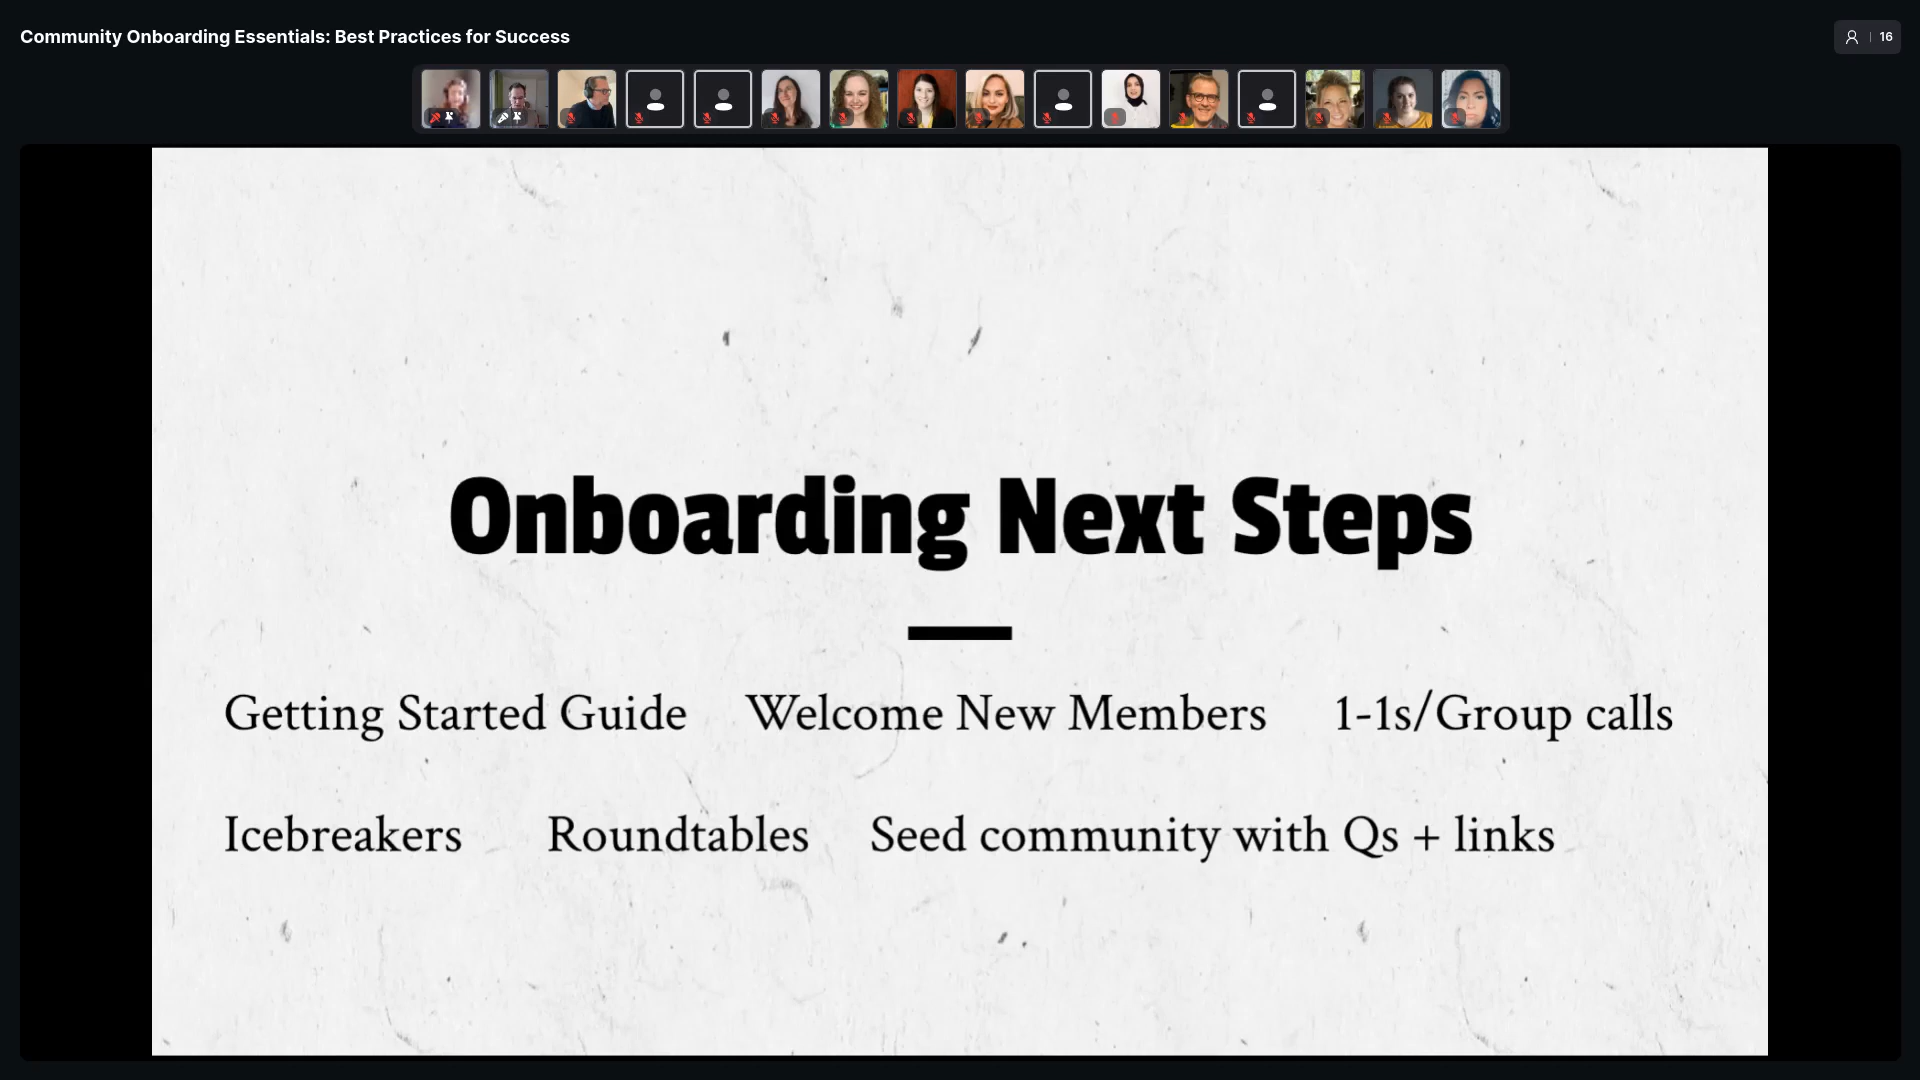 Community Onboarding Essentials: Best Practices for Success
16
Onboarding Next Steps
Getting Started Guide Welcome New Members 1-1s/Group calls
Icebreakers Roundtables Seed community with Qs + links